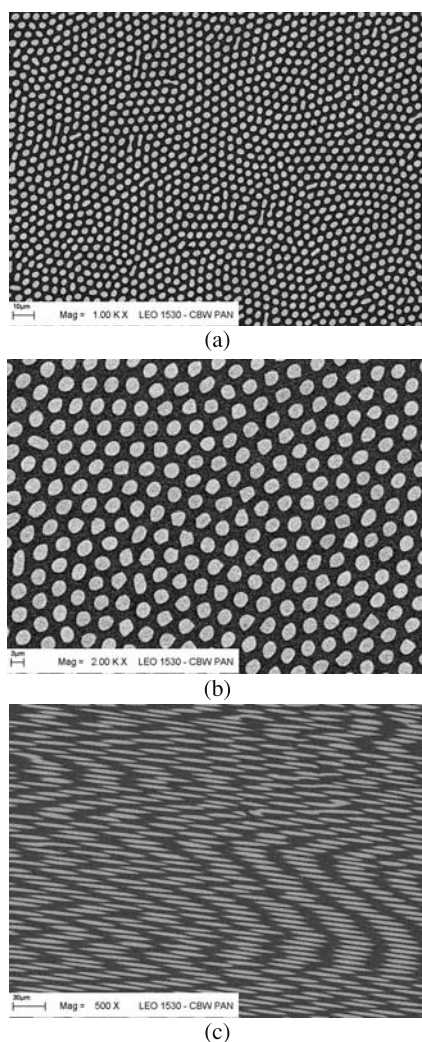 10µm Mag = 1.00 K X LEO 1530 - CBW PAN
(a)
2µm Mag = 2.00 K X LEO 1530 - CBW PAN
(b)
30µm Mag = 500 X LEO 1530 - CBW PAN
(c)